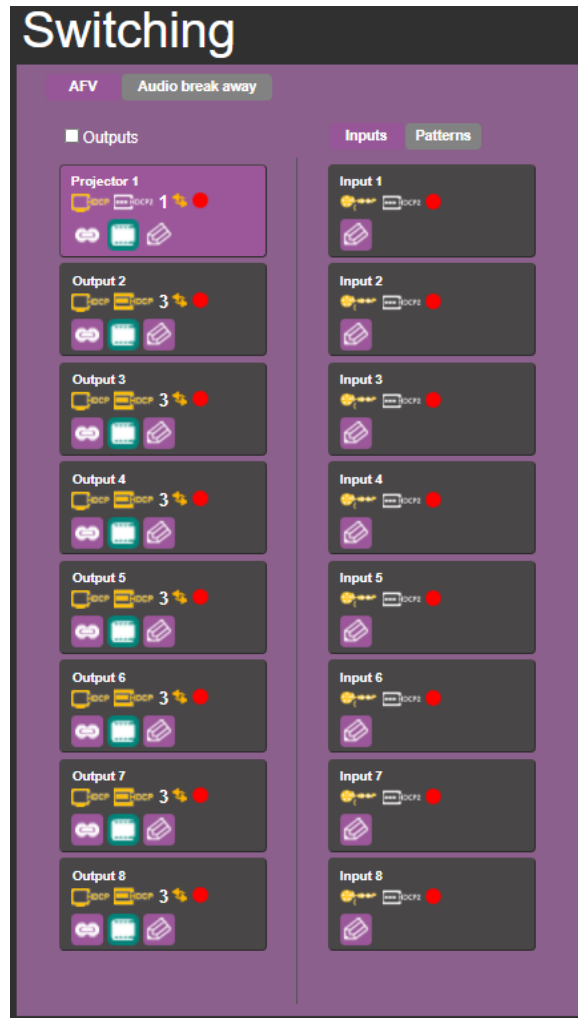 Switching
AFV Audio break away
Outputs
Inputs Patterns
Projector 1
HDCP HDCP2 1
Output 2
HDCP HDCP 3
Output 3
HDCP HDCP 3
Output 4
HDCP HDCP 3
Output 5
HDCP HDCP 3
Output 6
HDCP HDCP 3
Output 7
HDCP HDCP 3
Output 8
HDCP HDCP 3
Input 1
HDCP2
Input 2
HDCP2
Input 3
HDCP2
Input 4
HDCP2
Input 5
HDCP2
Input 6
HDCP2
Input 7
HDCP2
Input 8
HDCP2